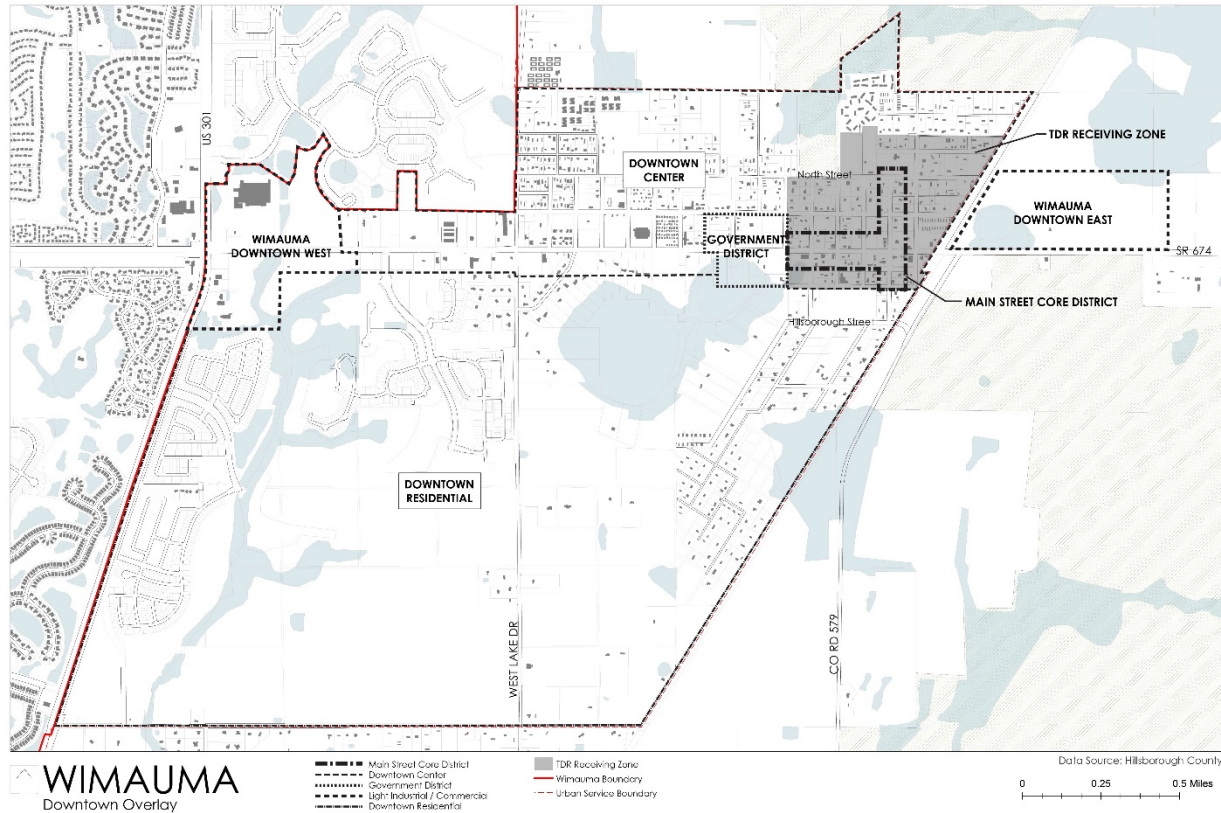 US 301
TDR RECEIVING ZONE
DOWNTOWN
CENTER
North Street
WIMAUMA
DOWNTOWN EAST
WIMAUMA
DOWNTOWN WEST
GOVERNMENT
DISTRICT
SR 674
MAIN STREET CORE DISTRICT
Hillsborough Street
DOWNTOWN
RESIDENTIAL
WEST LAKE DR
CO RD 579
WIMAUMA
Downtown Overlay
Main Street Core District
Downtown Center
Government District
Light Industrial / Commercial
Downtown Residential
TDR Receiving Zone
Wimauma Boundary
Urban Service Boundary
Data Source: Hillsborough County
0 0.25 0.5 Miles